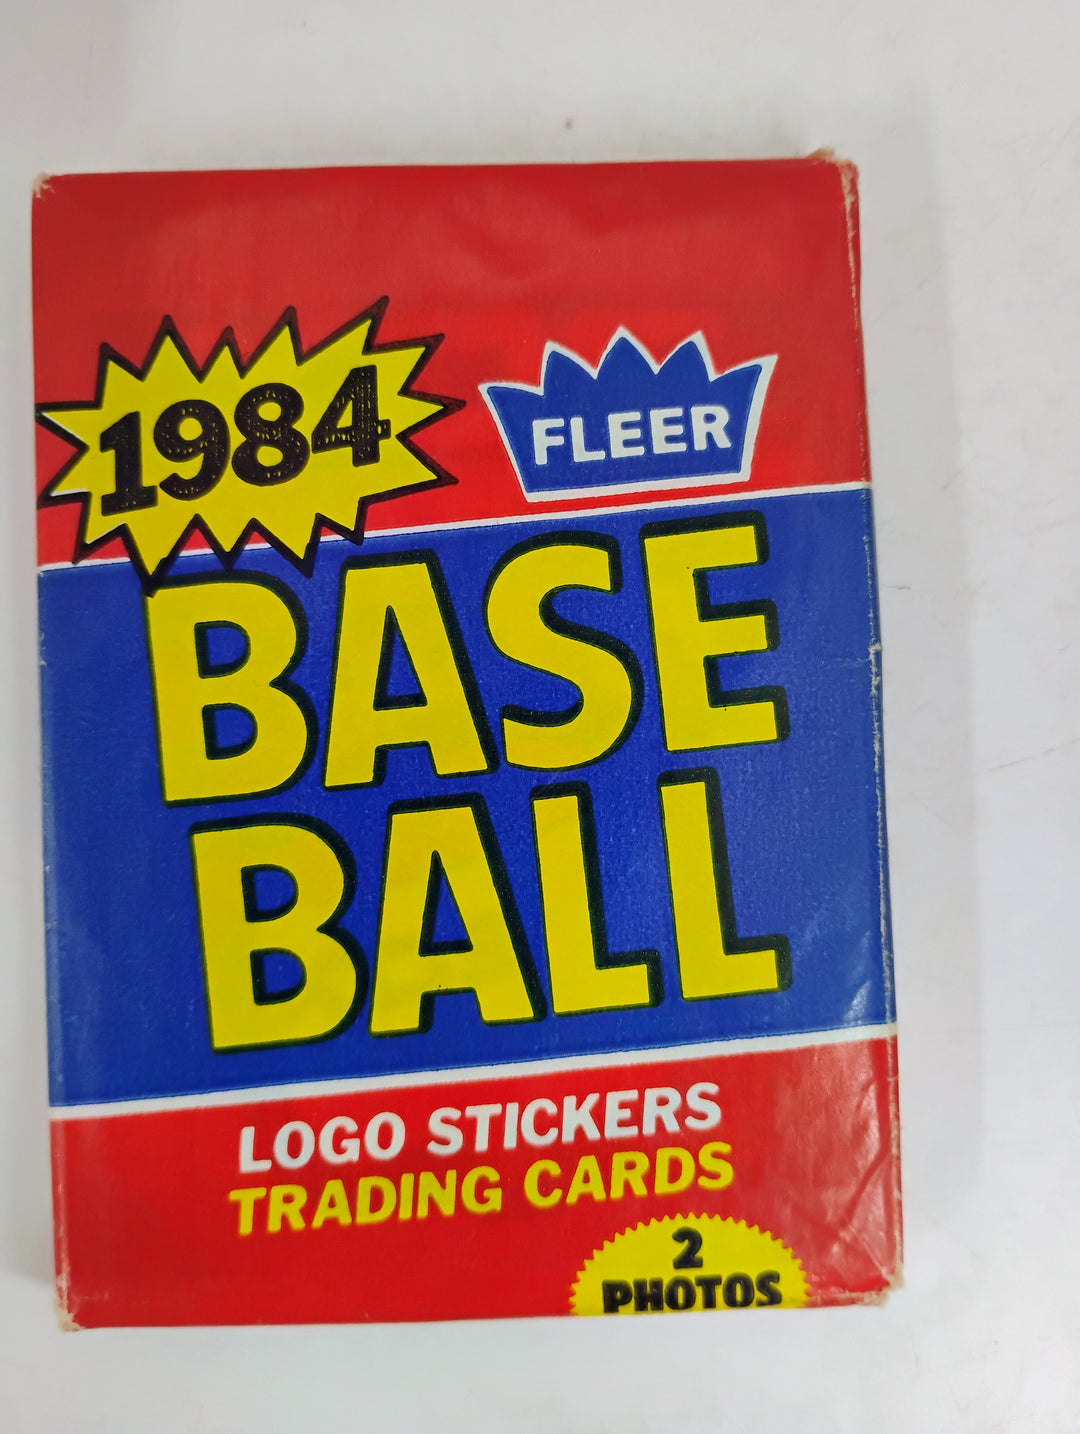 1984
FLEER
BASE
BALL
LOGO STICKERS
TRADING CARDS
2
PHOTOS